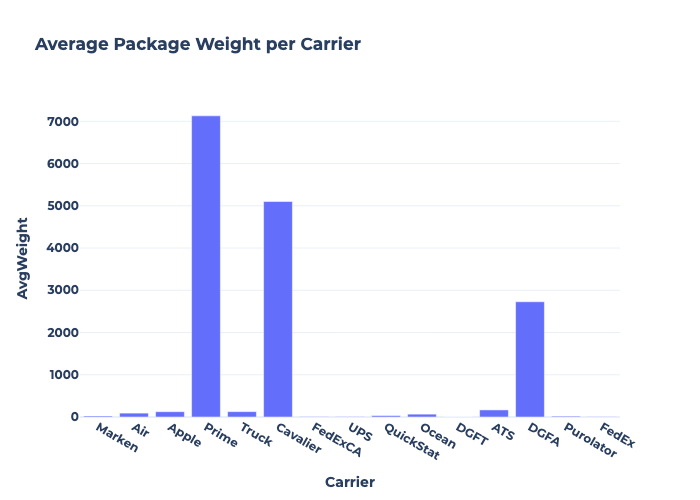 Average Package Weight per Carrier
7000
6000
5000
4000
3000
2000
1000
0
AvgWeight
Marken
Air
Apple
Prime
Truck
Cavalier
FedExCA
UPS
QuickStat
Ocean
DGFT
ATS
DGFA
Purolator
FedEx
Carrier